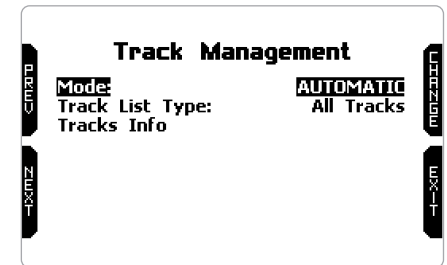 Track Management
PREV
CHANGE
Mode: AUTOMATIC
Track List Type: All Tracks
Tracks Info
NEXT
EXIT